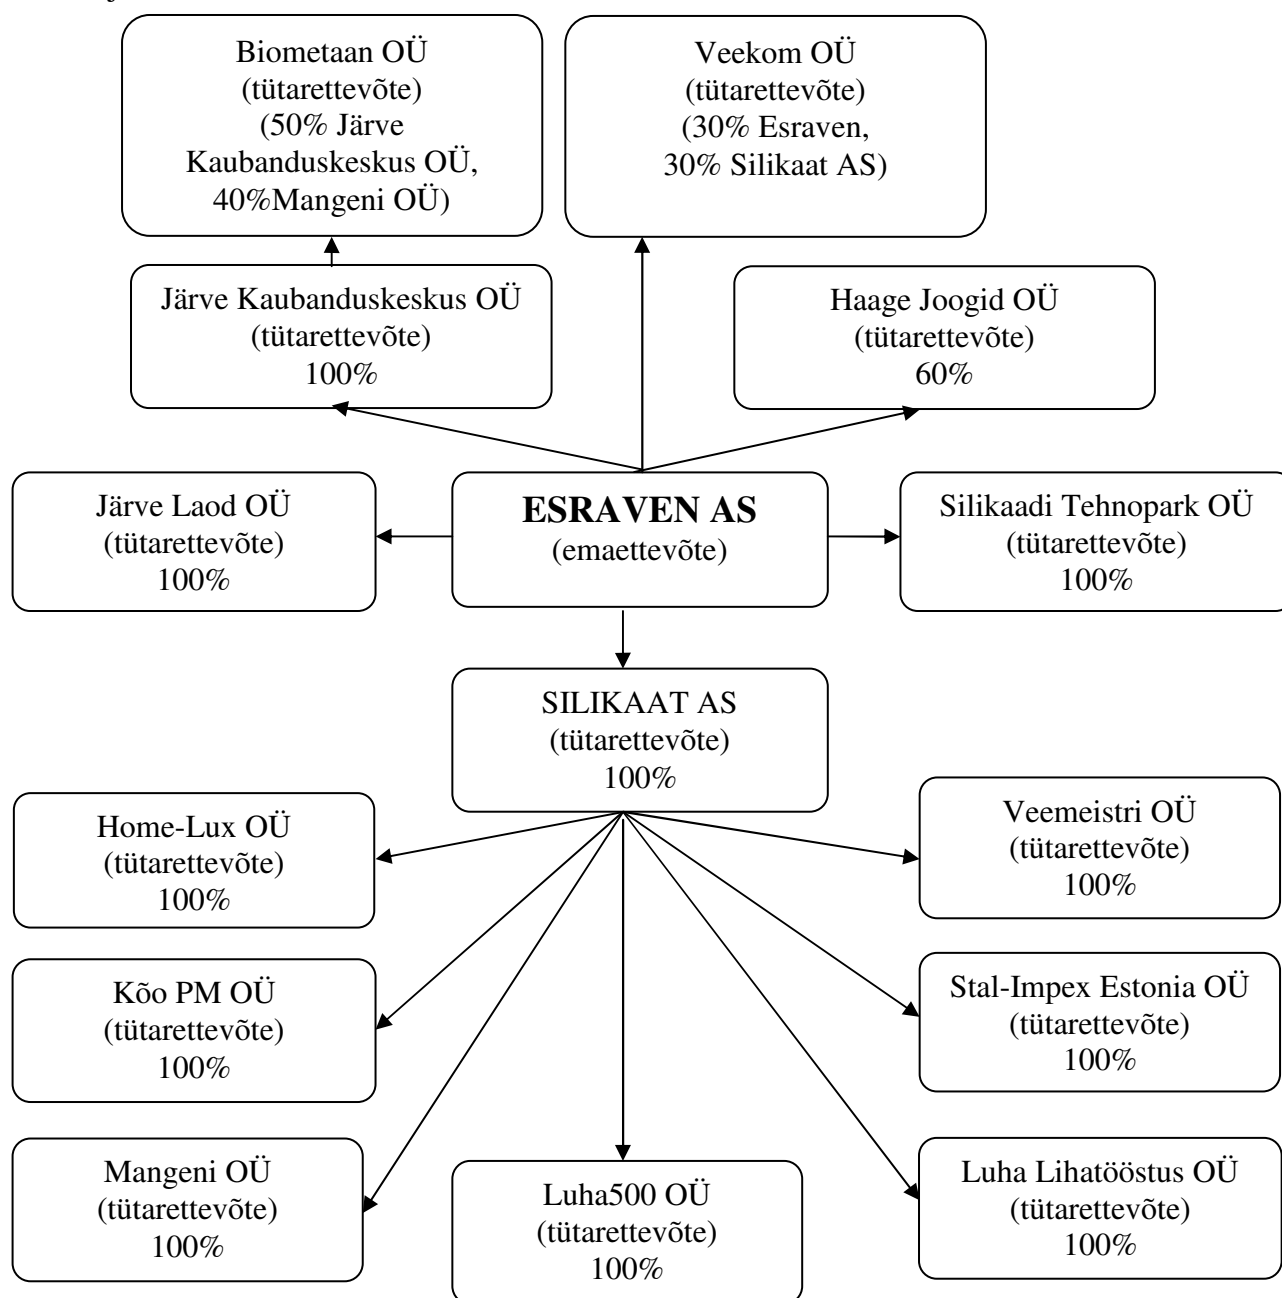 Biometaan OÜ
(tütarettevõte)
(50% Järve
Kaubanduskeskus OÜ,
40%Mangeni OÜ)
Veekom OÜ
(tütarettevõte)
(30% Esraven,
30% Silikaat AS)
Järve Kaubanduskeskus OÜ
(tütarettevõte)
100%
Haage Joogid OÜ
(tütarettevõte)
60%
Järve Laod OÜ
(tütarettevõte)
100%
ESRAVEN AS
(emaettevõte)
Silikaadi Tehnopark OÜ
(tütarettevõte)
100%
SILIKAAT AS
(tütarettevõte)
100%
Home-Lux OÜ
(tütarettevõte)
100%
Veemeistri OÜ
(tütarettevõte)
100%
Kõo PM OÜ
(tütarettevõte)
100%
Stal-Impex Estonia OÜ
(tütarettevõte)
100%
Mangeni OÜ
(tütarettevõte)
100%
Luha500 OÜ
(tütarettevõte)
100%
Luha Lihatööstus OÜ
(tütarettevõte)
100%